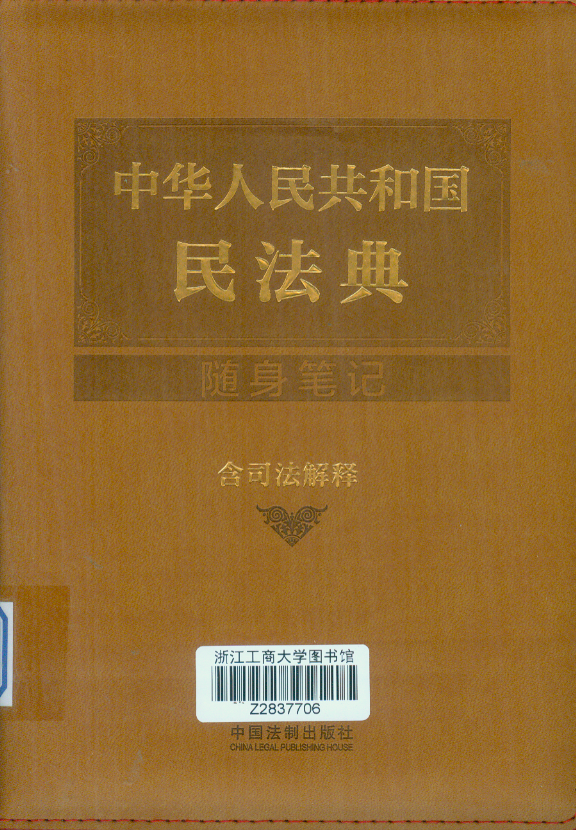 中华人民共和国
民法典
随身笔记
含司法解释
浙江工商大学图书馆
Z2837706
中国法制出版社
CHINA LEGAL PUBLISHING HOUSE